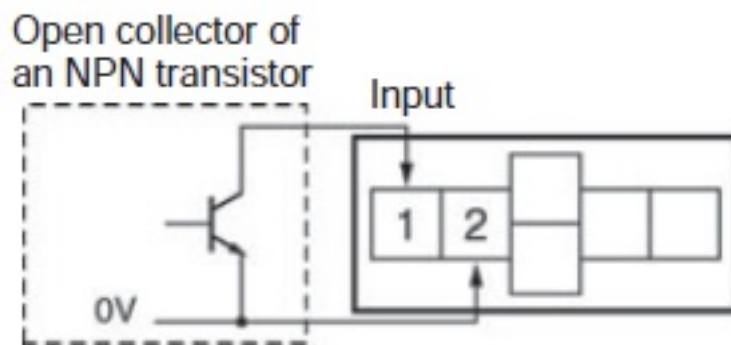 Open collector of
an NPN transistor
Input
1 2
0V